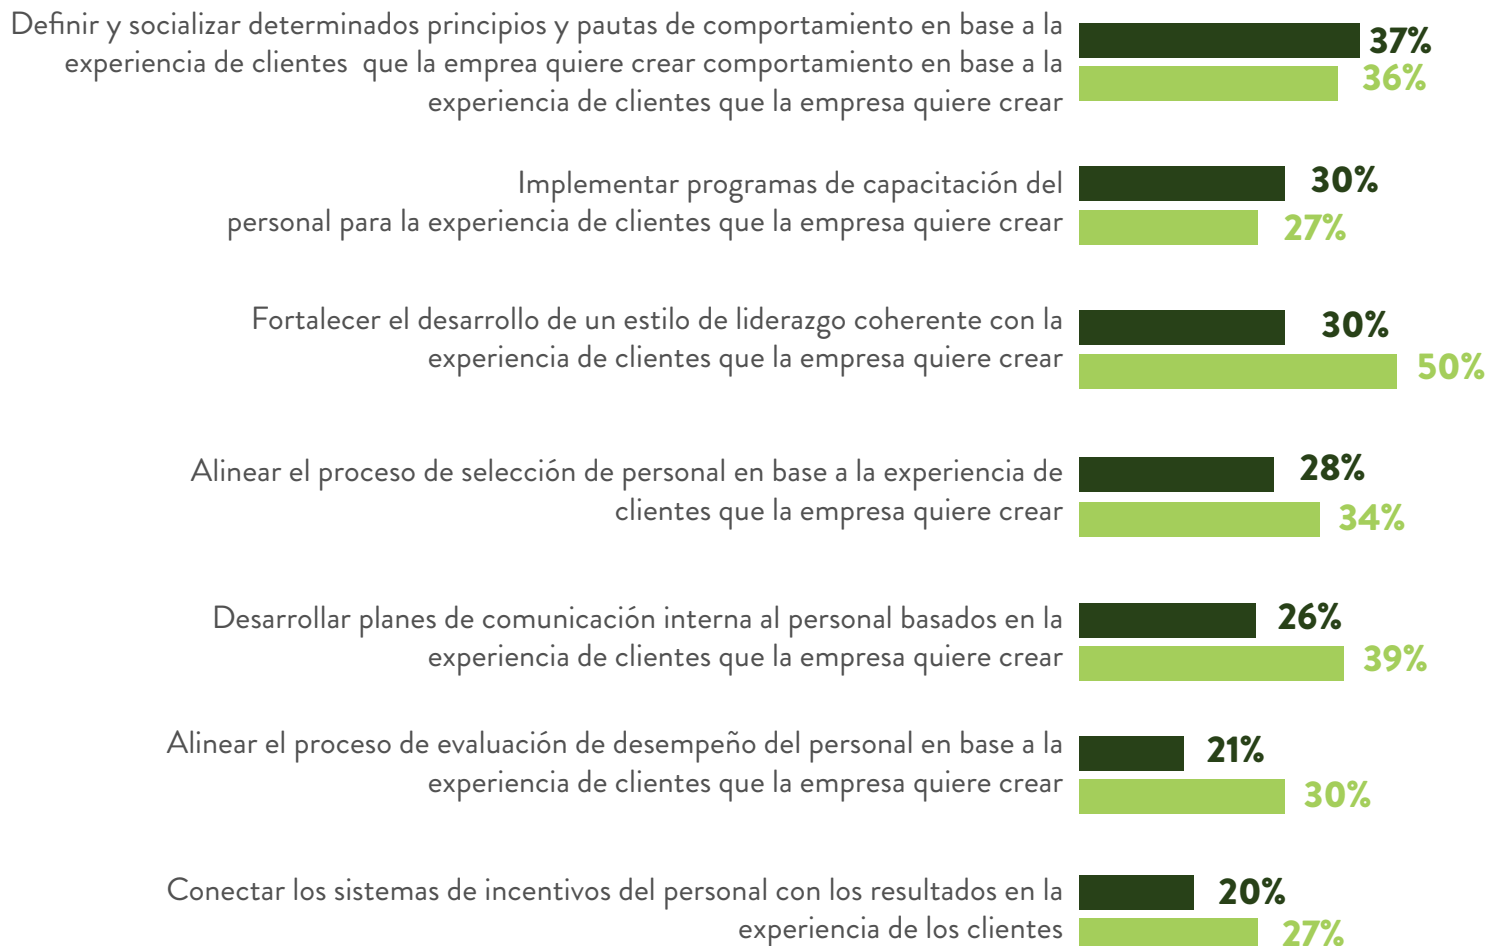 Definir y socializar determinados principios y pautas de comportamiento en base a la
experiencia de clientes que la emprea quiere crear comportamiento en base a la
experiencia de clientes que la empresa quiere crear
37%
36%
Implementar programas de capacitación del
personal para la experiencia de clientes que la empresa quiere crear
30%
27%
Fortalecer el desarrollo de un estilo de liderazgo coherente con la
experiencia de clientes que la empresa quiere crear
30%
50%
Alinear el proceso de selección de personal en base a la experiencia de
clientes que la empresa quiere crear
28%
34%
Desarrollar planes de comunicación interna al personal basados en la
experiencia de clientes que la empresa quiere crear
26%
39%
Alinear el proceso de evaluación de desempeño del personal en base a la
experiencia de clientes que la empresa quiere crear
21%
30%
Conectar los sistemas de incentivos del personal con los resultados en la
experiencia de los clientes
20%
27%